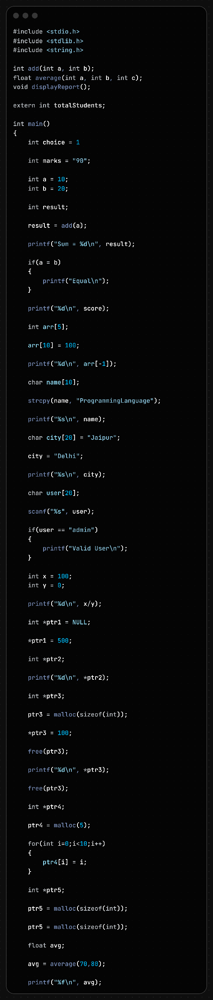 #include <stdio.h>
#include <stdlib.h>
#include <string.h>

int add(int a, int b);
float average(int a, int b, int c);
void displayReport();

extern int totalStudents;

int main()
{
    int choice = 1

    int marks = "90";

    int a = 10;
    int b = 20;

    int result;

    result = add(a);

    printf("Sum = %d\n", result);

    if(a = b)
    {
        printf("Equal\n");
    }

    printf("%d\n", score);

    int arr[5];

    arr[10] = 100;

    printf("%d\n", arr[-1]);

    char name[10];

    strcpy(name, "ProgrammingLanguage");

    printf("%s\n", name);

    char city[20] = "Jaipur";

    city = "Delhi";

    printf("%s\n", city);

    char user[20];

    scanf("%s", user);

    if(user == "admin")
    {
        printf("Valid User\n");
    }

    int x = 100;
    int y = 0;

    printf("%d\n", x/y);

    int *ptr1 = NULL;

    *ptr1 = 500;

    int *ptr2;

    printf("%d\n", *ptr2);

    int *ptr3;

    ptr3 = malloc(sizeof(int));

    *ptr3 = 100;

    free(ptr3);

    printf("%d\n", *ptr3);

    free(ptr3);

    int *ptr4;

    ptr4 = malloc(5);

    for(int i=0;i<10;i++)
    {
        ptr4[i] = i;
    }

    int *ptr5;

    ptr5 = malloc(sizeof(int));

    ptr5 = malloc(sizeof(int));

    float avg;

    avg = average(70,80);

    printf("%f\n", avg);